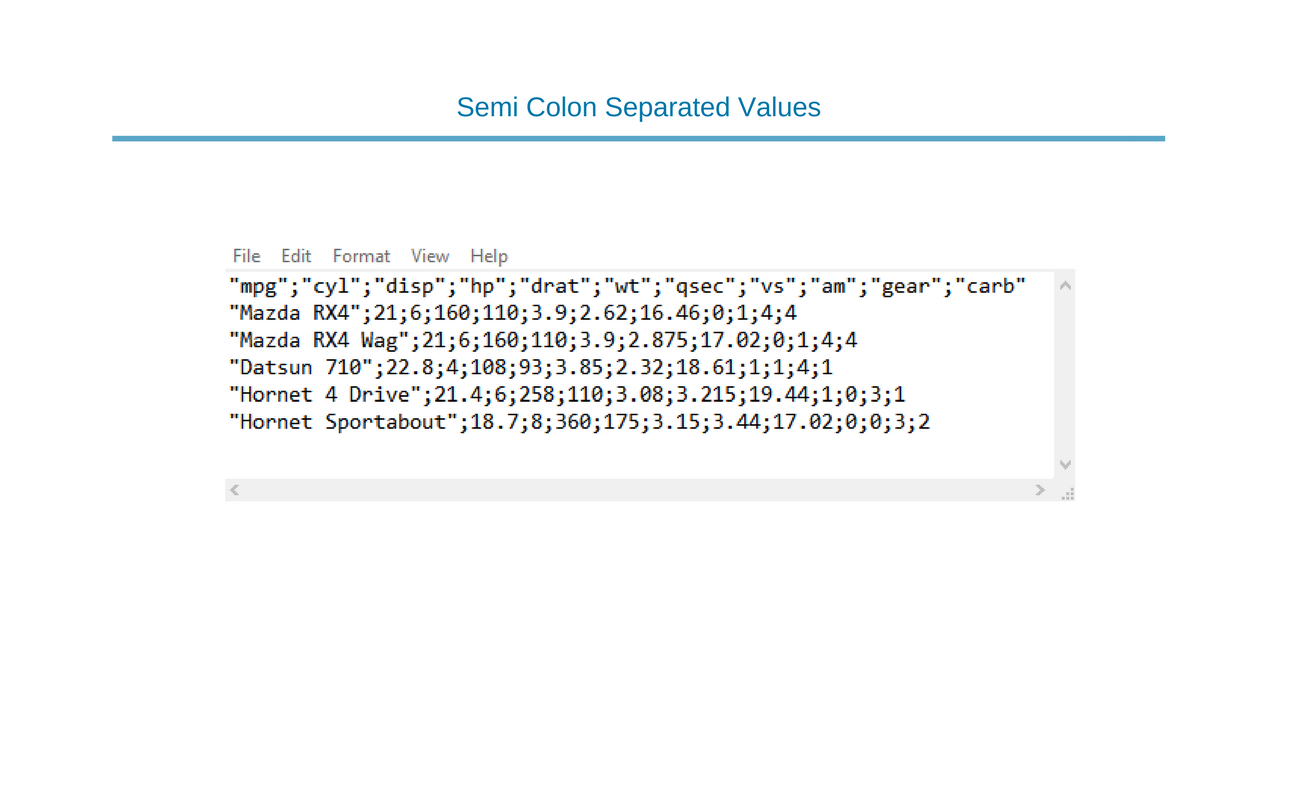 Semi Colon Separated Values
File Edit Format View Help
"mpg";"cyl";"disp";"hp";"drat";"wt";"qsec";"vs";"am";"gear";"carb"
"Mazda RX4";21;6;160;110;3.9;2.62;16.46;0;1;4;4
"Mazda RX4 Wag";21;6;160;110;3.9;2.875;17.02;0;1;4;4
"Datsun 710";22.8;4;108;93;3.85;2.32;18.61;1;1;4;1
"Hornet 4 Drive";21.4;6;258;110;3.08;3.215;19.44;1;0;3;1
"Hornet Sportabout";18.7;8;360;175;3.15;3.44;17.02;0;0;3;2